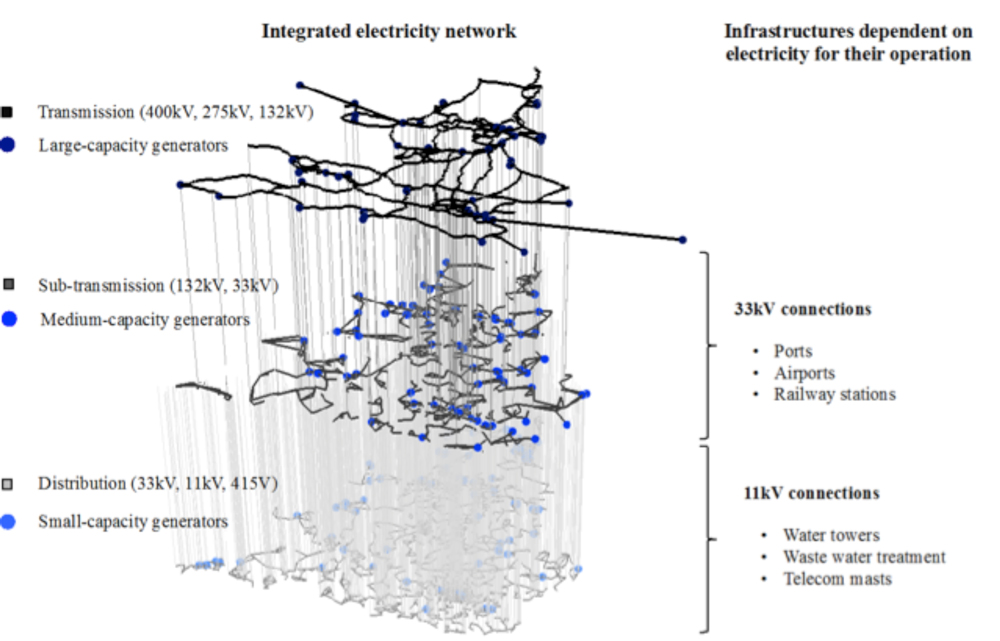 Integrated electricity network
Infrastructures dependent on
electricity for their operation
Transmission (400kV, 275kV, 132kV)
Large-capacity generators
Sub-transmission (132kV, 33kV)
Medium-capacity generators
33kV connections
• Ports
• Airports
• Railway stations
Distribution (33kV, 11kV, 415V)
Small-capacity generators
11kV connections
• Water towers
• Waste water treatment
• Telecom masts